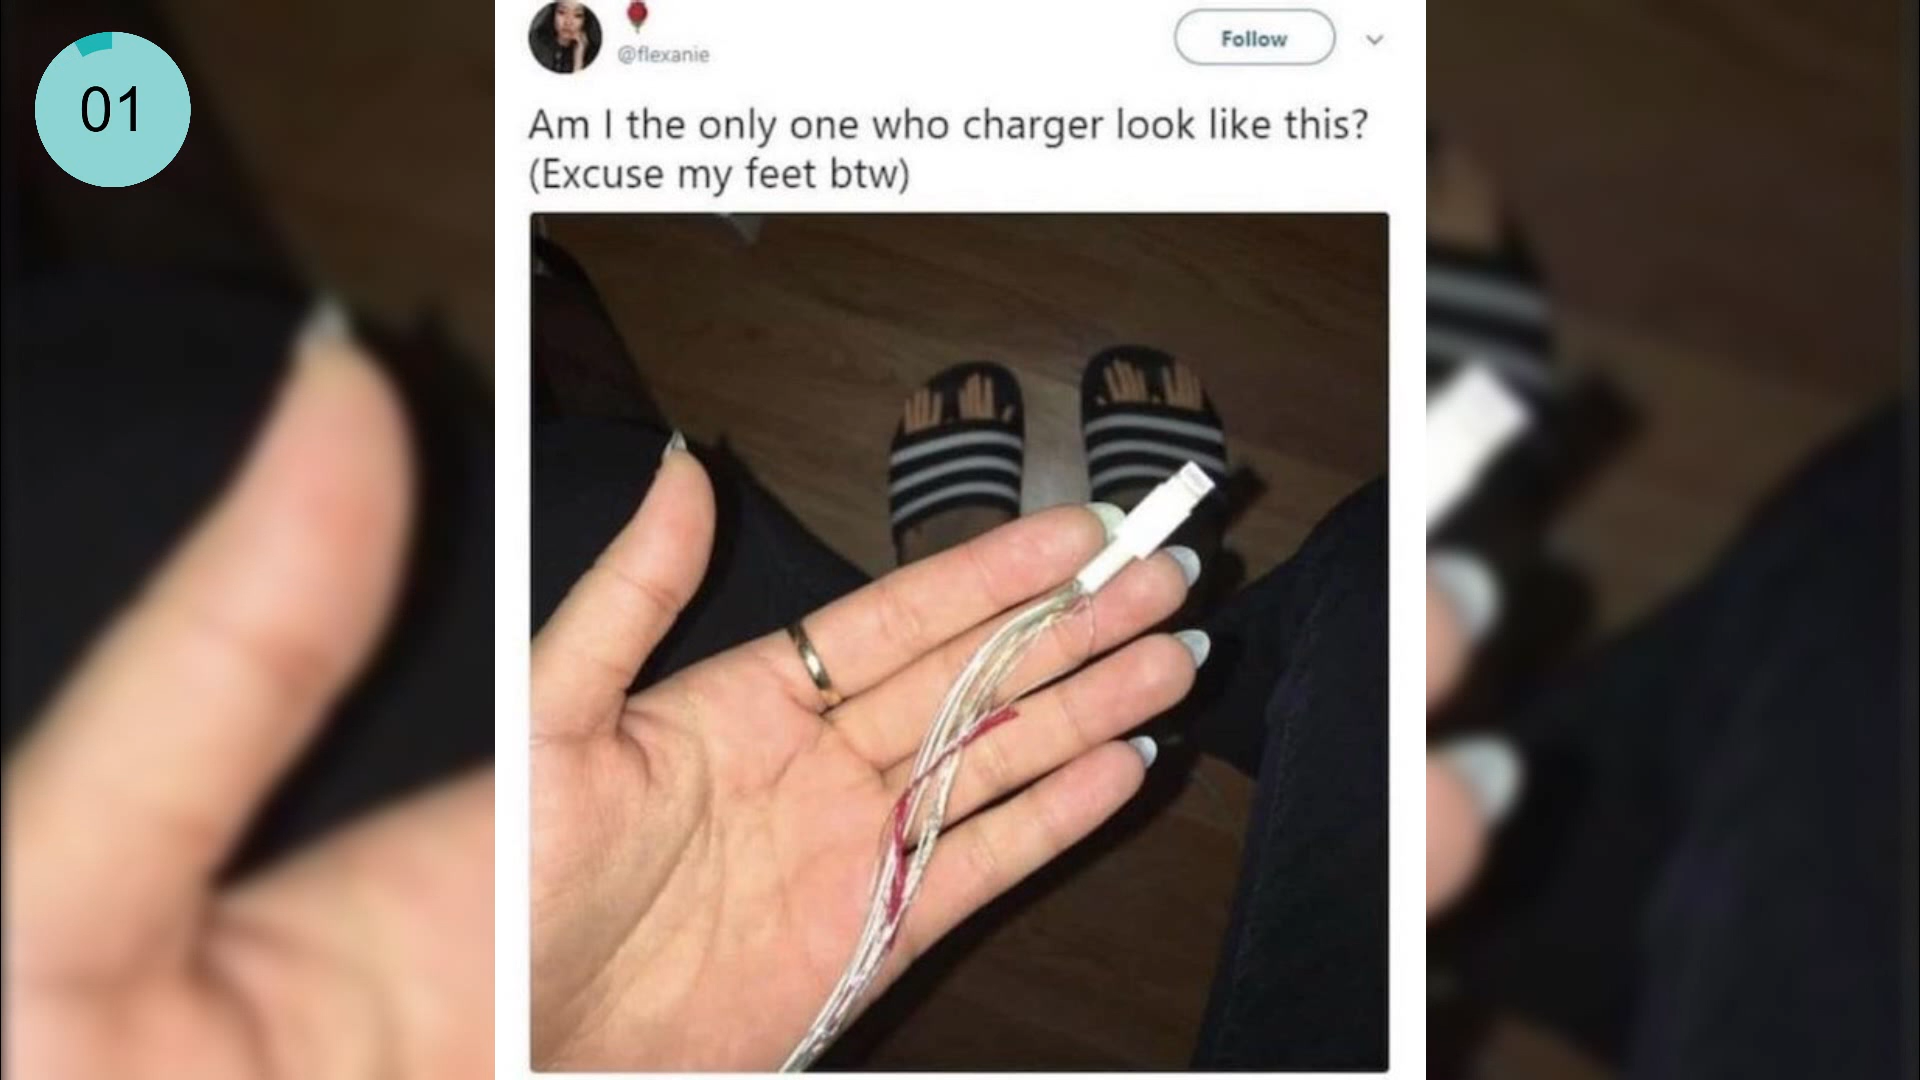 01
@flexanie
Follow
Am I the only one who charger look like this?
(Excuse my feet btw)